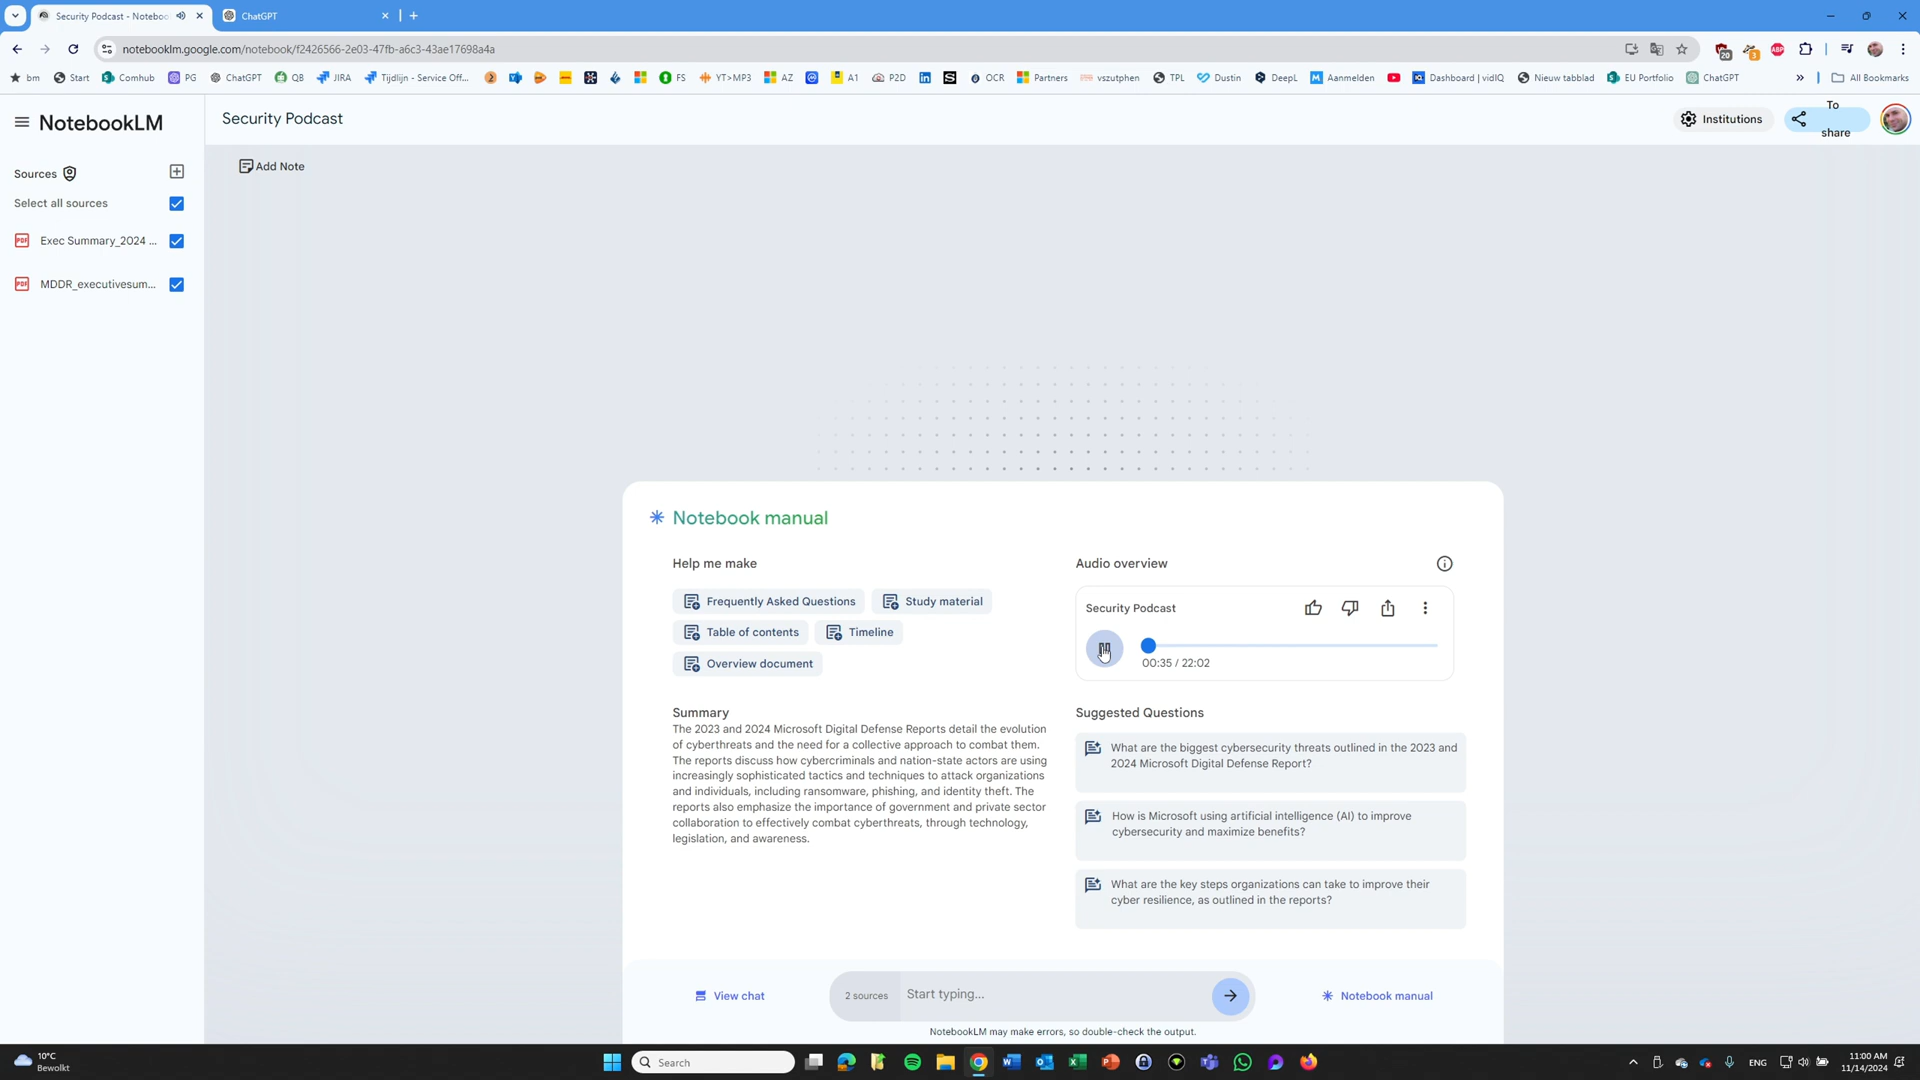 Security Podcast - Noteboo
ChatGPT
notebooklm.google.com/notebook/f2426566-2e03-47fb-a6c3-43ae17698a4a
20
3
ABP
bm
Start
Comhub
PG
ChatGPT
QB
JIRA
Tijdlijn - Service Off...
FS
YT>MP3
AZ
A1
P2D
OCR
Partners
vszutphen
TPL
Dustin
DeepL
Aanmelden
Dashboard | vidIQ
Nieuw tabblad
EU Portfolio
ChatGPT
»
All Bookmarks
NotebookLM
Security Podcast
Institutions
To
share
Sources
Add Note
Select all sources
PDF Exec Summary_2024 ...
PDF MDDR_executivesum...
Notebook manual
Help me make
Frequently Asked Questions
Study material
Table of contents
Timeline
Overview document
Audio overview
Security Podcast
00:35 / 22:02
Summary
The 2023 and 2024 Microsoft Digital Defense Reports detail the evolution
of cyberthreats and the need for a collective approach to combat them.
The reports discuss how cybercriminals and nation-state actors are using
increasingly sophisticated tactics and techniques to attack organizations
and individuals, including ransomware, phishing, and identity theft. The
reports also emphasize the importance of government and private sector
collaboration to effectively combat cyberthreats, through technology,
legislation, and awareness.
Suggested Questions
What are the biggest cybersecurity threats outlined in the 2023 and
2024 Microsoft Digital Defense Report?
How is Microsoft using artificial intelligence (AI) to improve
cybersecurity and maximize benefits?
What are the key steps organizations can take to improve their
cyber resilience, as outlined in the reports?
View chat
2 sources
Start typing...
Notebook manual
NotebookLM may make errors, so double-check the output.
10°C
Bewolkt
Search
ENG
11:00 AM
11/14/2024